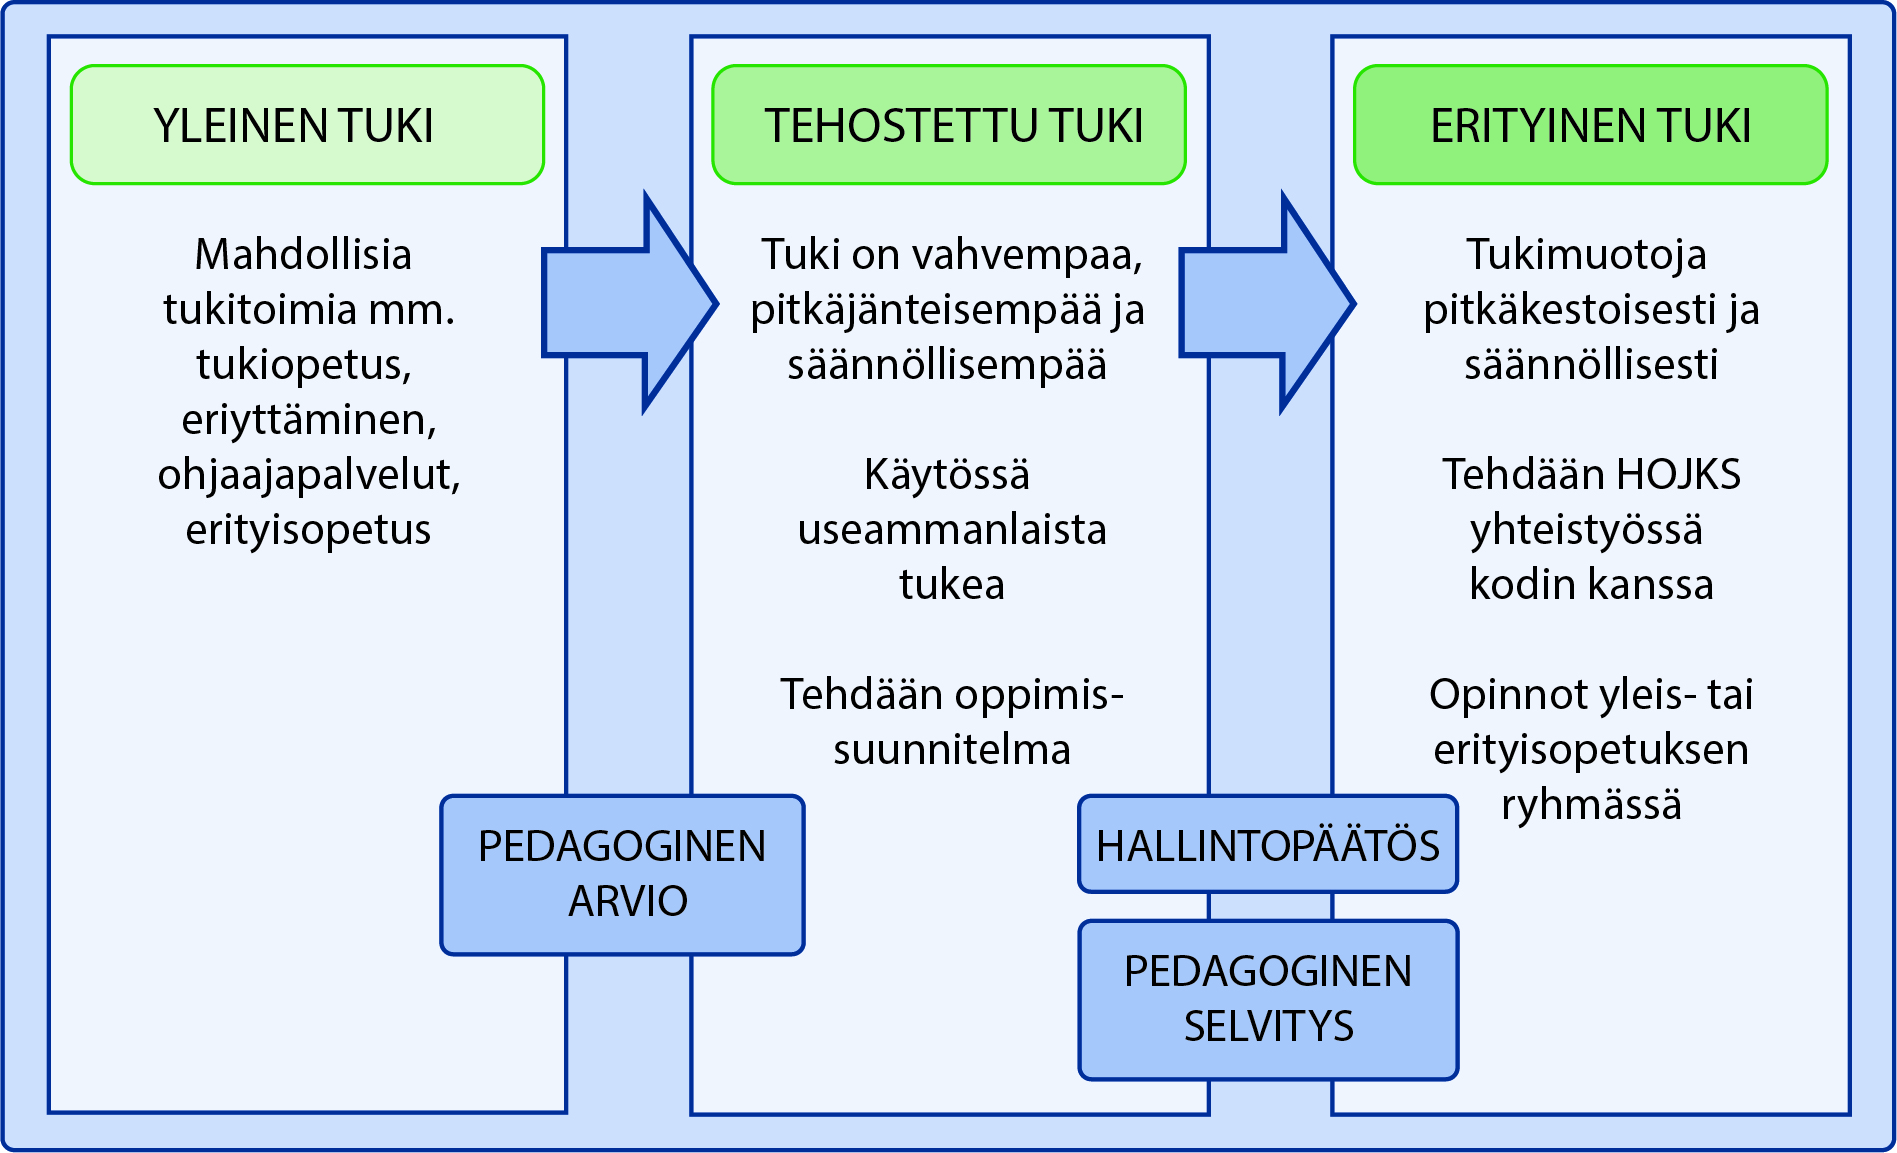 YLEINEN TUKI
Mahdollisia
tukitoimia mm.
tukiopetus,
eriyttäminen,
ohjaajapalvelut,
erityisopetus
PEDAGOGINEN
ARVIO
TEHOSTETTU TUKI
Tuki on vahvempaa,
pitkäjänteisempää ja
säännöllisempää
Käytössä
useammanlaista
tukea
Tehdään oppimis-
suunnitelma
HALLINTOPÄÄTÖS
PEDAGOGINEN
SELVITYS
ERITYINEN TUKI
Tukimuotoja
pitkäkestoisesti ja
säännöllisesti
Tehdään HOJKS
yhteistyössä
kodin kanssa
Opinnot yleis- tai
erityisopetuksen
ryhmässä